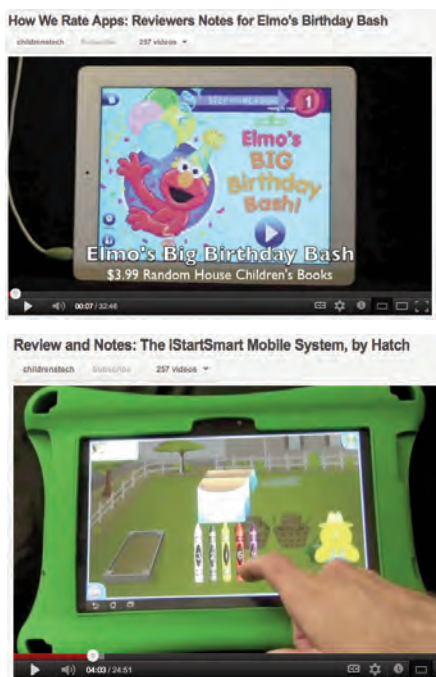 How We Rate Apps: Reviewers Notes for Elmo's Birthday Bash
childrenstech Subscribe 257 videos
STEP INTO READING 1
Elmo's
BIG
Birthday
Bash!
Elmo's Big Birthday Bash
$3.99 Random House Children's Books
00:07 / 32:46
Review and Notes: The iStartSmart Mobile System, by Hatch
childrenstech Subscribe 257 videos
04:03 / 24:51